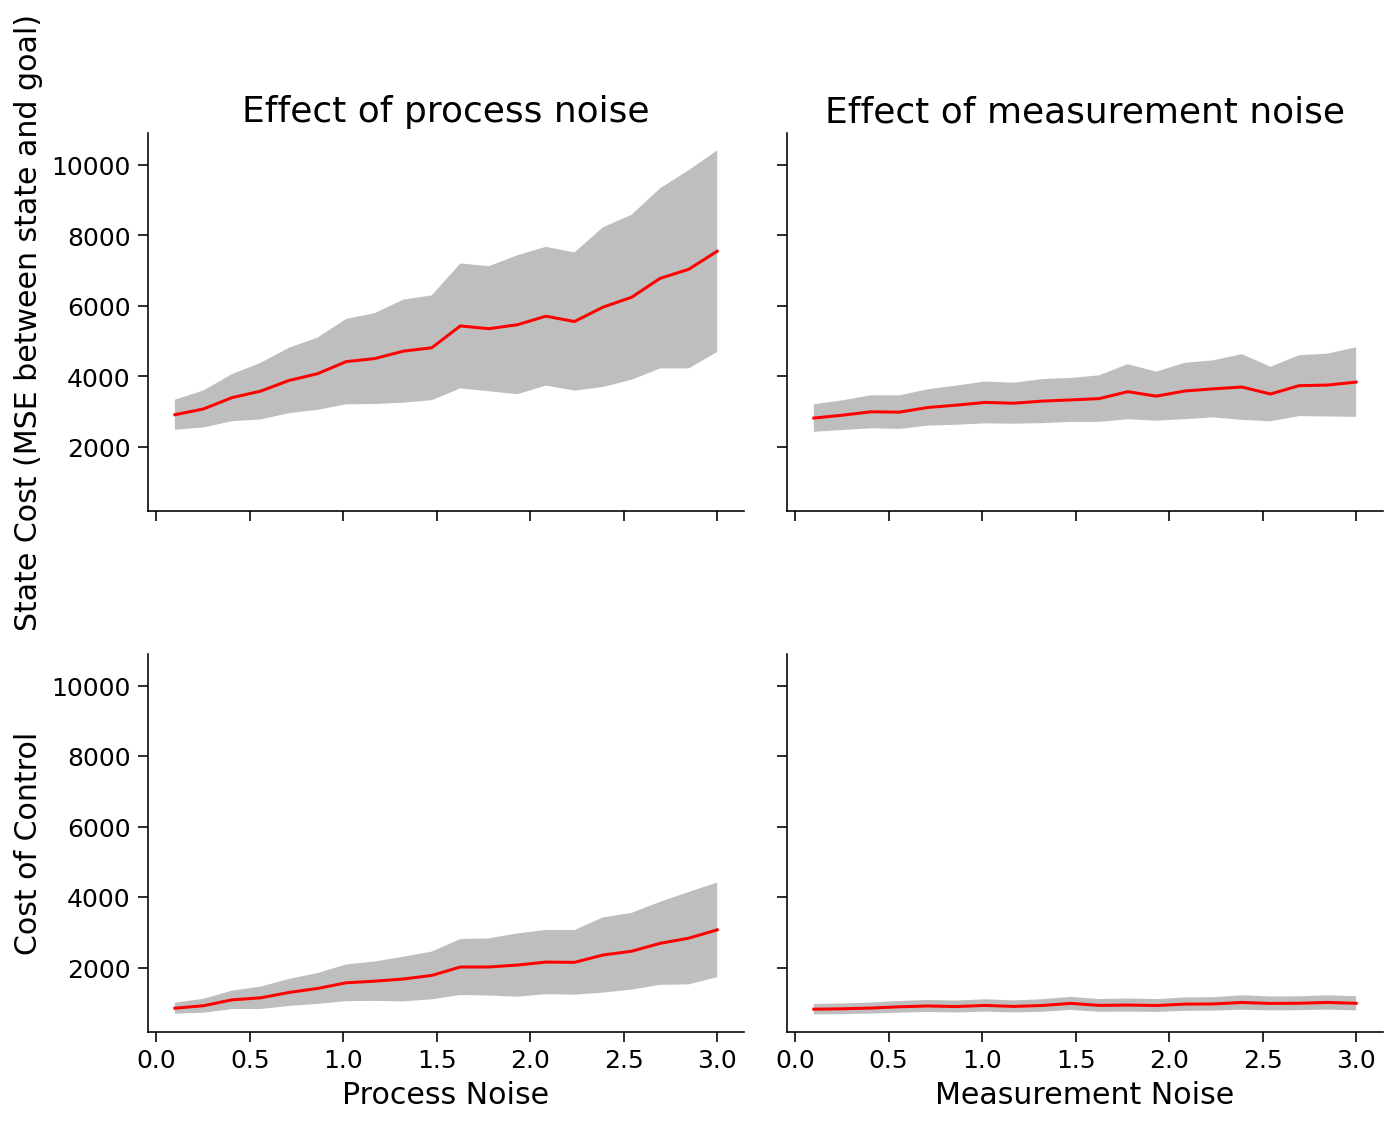 Effect of process noise
Effect of measurement noise
State Cost (MSE between state and goal)
10000
8000
6000
4000
2000
Cost of Control
10000
8000
6000
4000
2000
0.0 0.5 1.0 1.5 2.0 2.5 3.0
0.0 0.5 1.0 1.5 2.0 2.5 3.0
Process Noise
Measurement Noise